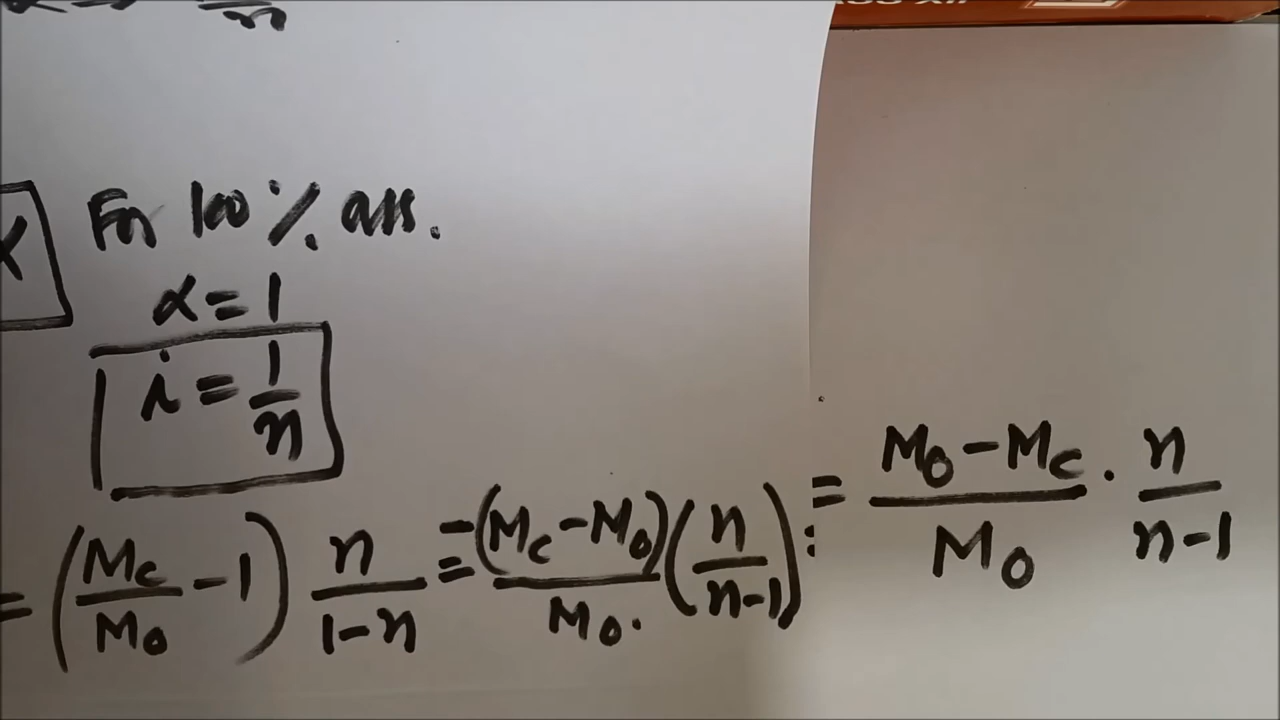 For 100% ass.
α = 1
i = 1/n
= (Mc/Mo - 1) n/(1-n) = -(Mc - Mo)/Mo. (n/(n-1)) : = (Mo - Mc)/Mo . n/(n-1)